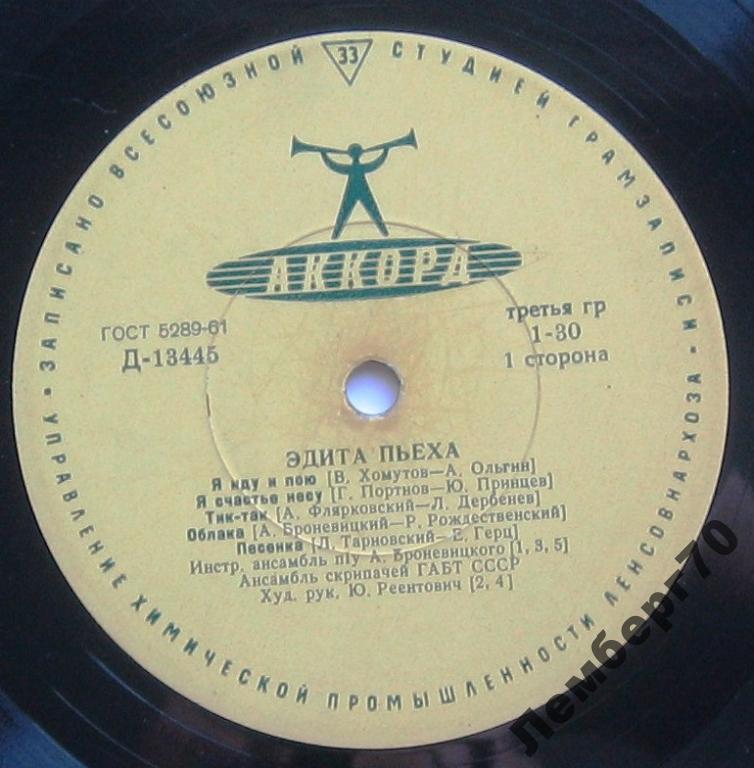 ЗАПИСАНО ВСЕСОЮЗНОЙ 33 СТУДИЕЙ ГРАМЗАПИСИ •
УПРАВЛЕНИЕ ХИМИЧЕСКОЙ ПРОМЫШЛЕННОСТИ ЛЕНСОВНАРХОЗА •
АККОРД
ГОСТ 5289-61
Д-13445
третья гр
1-30
1 сторона
ЭДИТА ПЬЕХА
Я иду и пою [В. Хомутов—А. Ольгин]
Я счастье несу [Г. Портнов—Ю. Принцев]
Тик-так [А. Флярковский—Л. Дербенев]
Облака [А. Броневицкий—Р. Рождественский]
Песенка [Л. Тарновский—Е. Герц]
Инстр. ансамбль п/у А. Броневицкого [1, 3, 5]
Ансамбль скрипачей ГАБТ СССР
Худ. рук. Ю. Реентович [2, 4]
Лемберг70